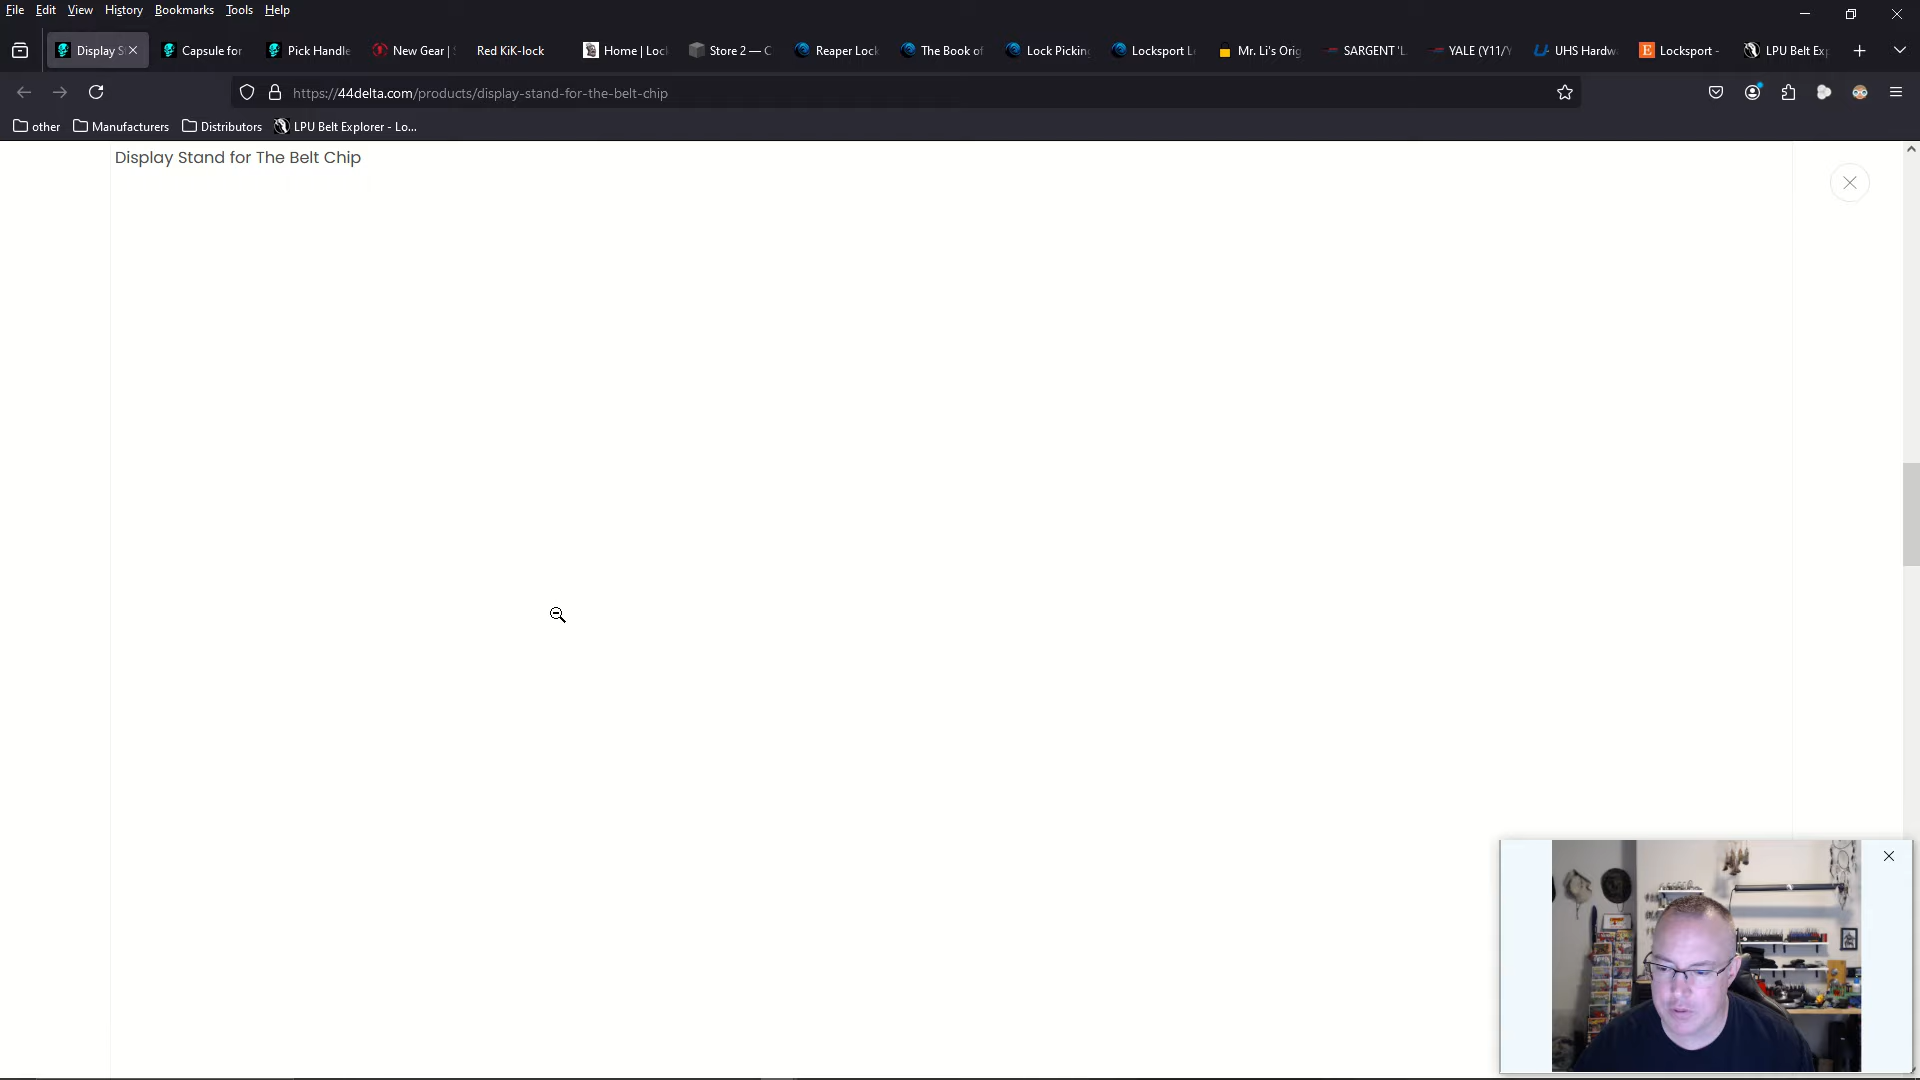 File Edit View History Bookmarks Tools Help
Display S Capsule for Pick Handle New Gear | Red KiK-lock Home | Loc Store 2 — C Reaper Lock The Book of Lock Pickin Locksport L Mr. Li's Orig SARGENT 'L YALE (Y11/Y UHS Hardw Locksport - LPU Belt Exp
https://44delta.com/products/display-stand-for-the-belt-chip
other Manufacturers Distributors LPU Belt Explorer - Lo...
Display Stand for The Belt Chip